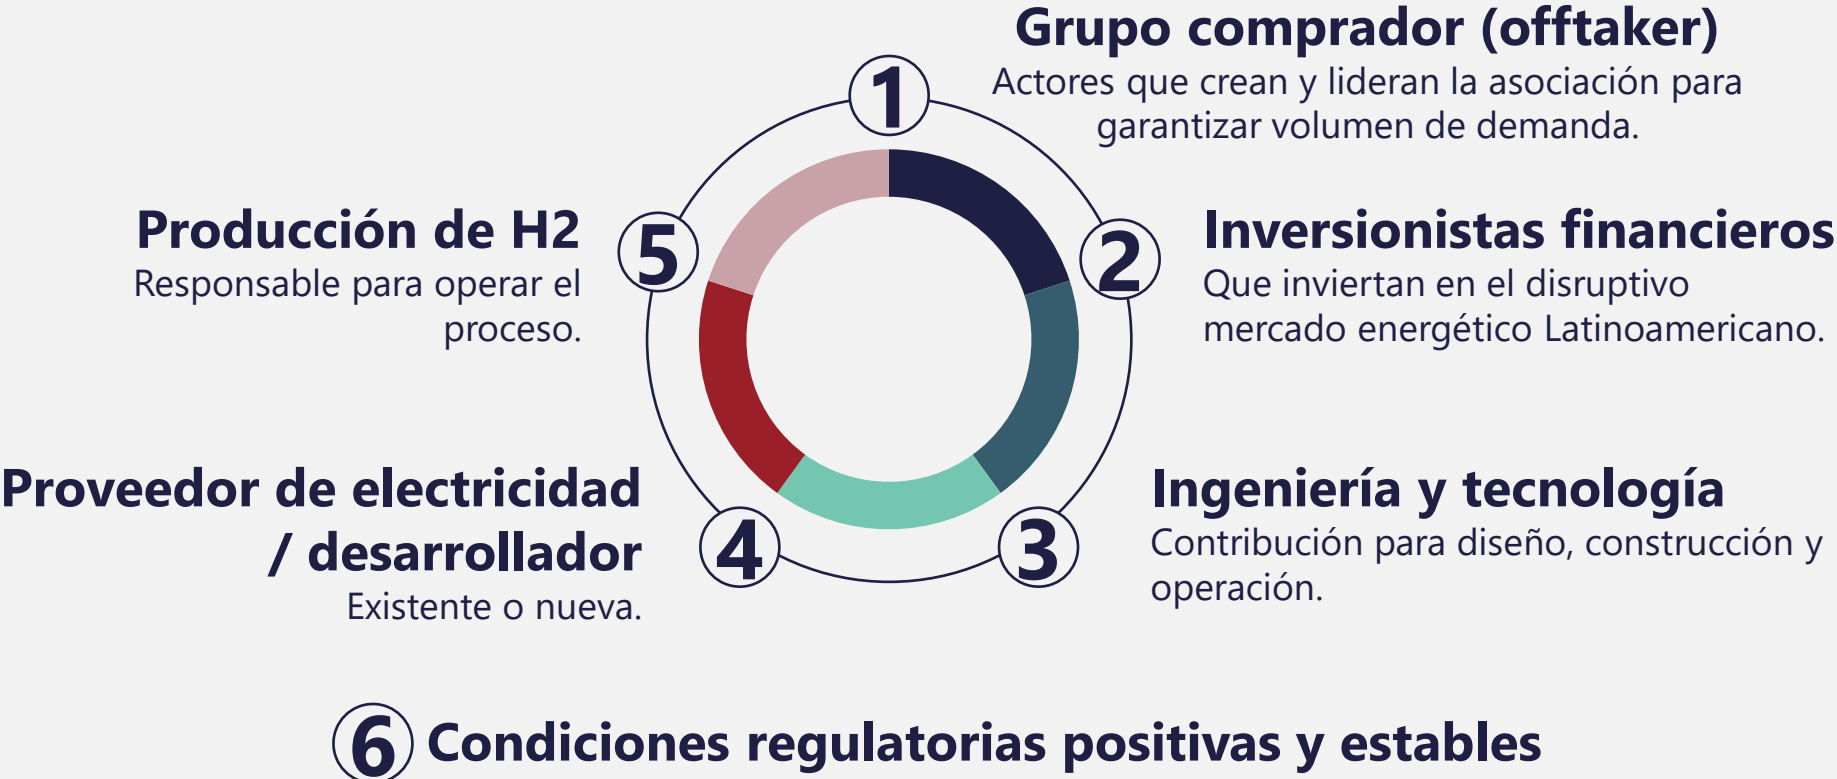 1
Grupo comprador (offtaker)
Actores que crean y lideran la asociación para
garantizar volumen de demanda.
2
Inversionistas financieros
Que inviertan en el disruptivo
mercado energético Latinoamericano.
3
Ingeniería y tecnología
Contribución para diseño, construcción y
operación.
4
Proveedor de electricidad
/ desarrollador
Existente o nueva.
5
Producción de H2
Responsable para operar el
proceso.
6 Condiciones regulatorias positivas y estables